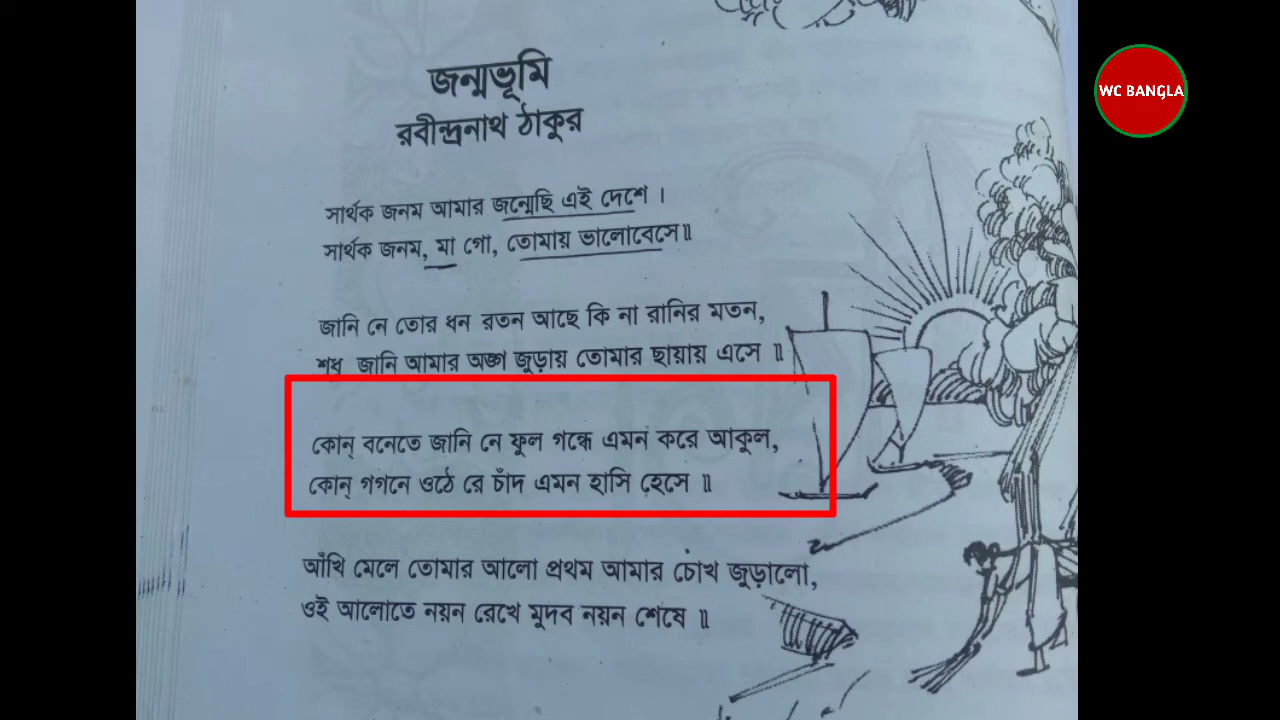 জন্মভূমি
রবীন্দ্রনাথ ঠাকুর
সার্থক জনম আমার জন্মেছি এই দেশে।
সার্থক জনম, মা গো, তোমায় ভালোবেসে॥
জানি নে তোর ধন রতন আছে কি না রানির মতন,
শুধু জানি আমার অঙ্গ জুড়ায় তোমার ছায়ায় এসে॥
কোন্ বনেতে জানি নে ফুল গন্ধে এমন করে আকুল,
কোন্ গগনে ওঠে রে চাঁদ এমন হাসি হেসে॥
আঁখি মেলে তোমার আলো প্রথম আমার চোখ জুড়ালো,
ওই আলোতে নয়ন রেখে মুদব নয়ন শেষে॥
WC BANGLA